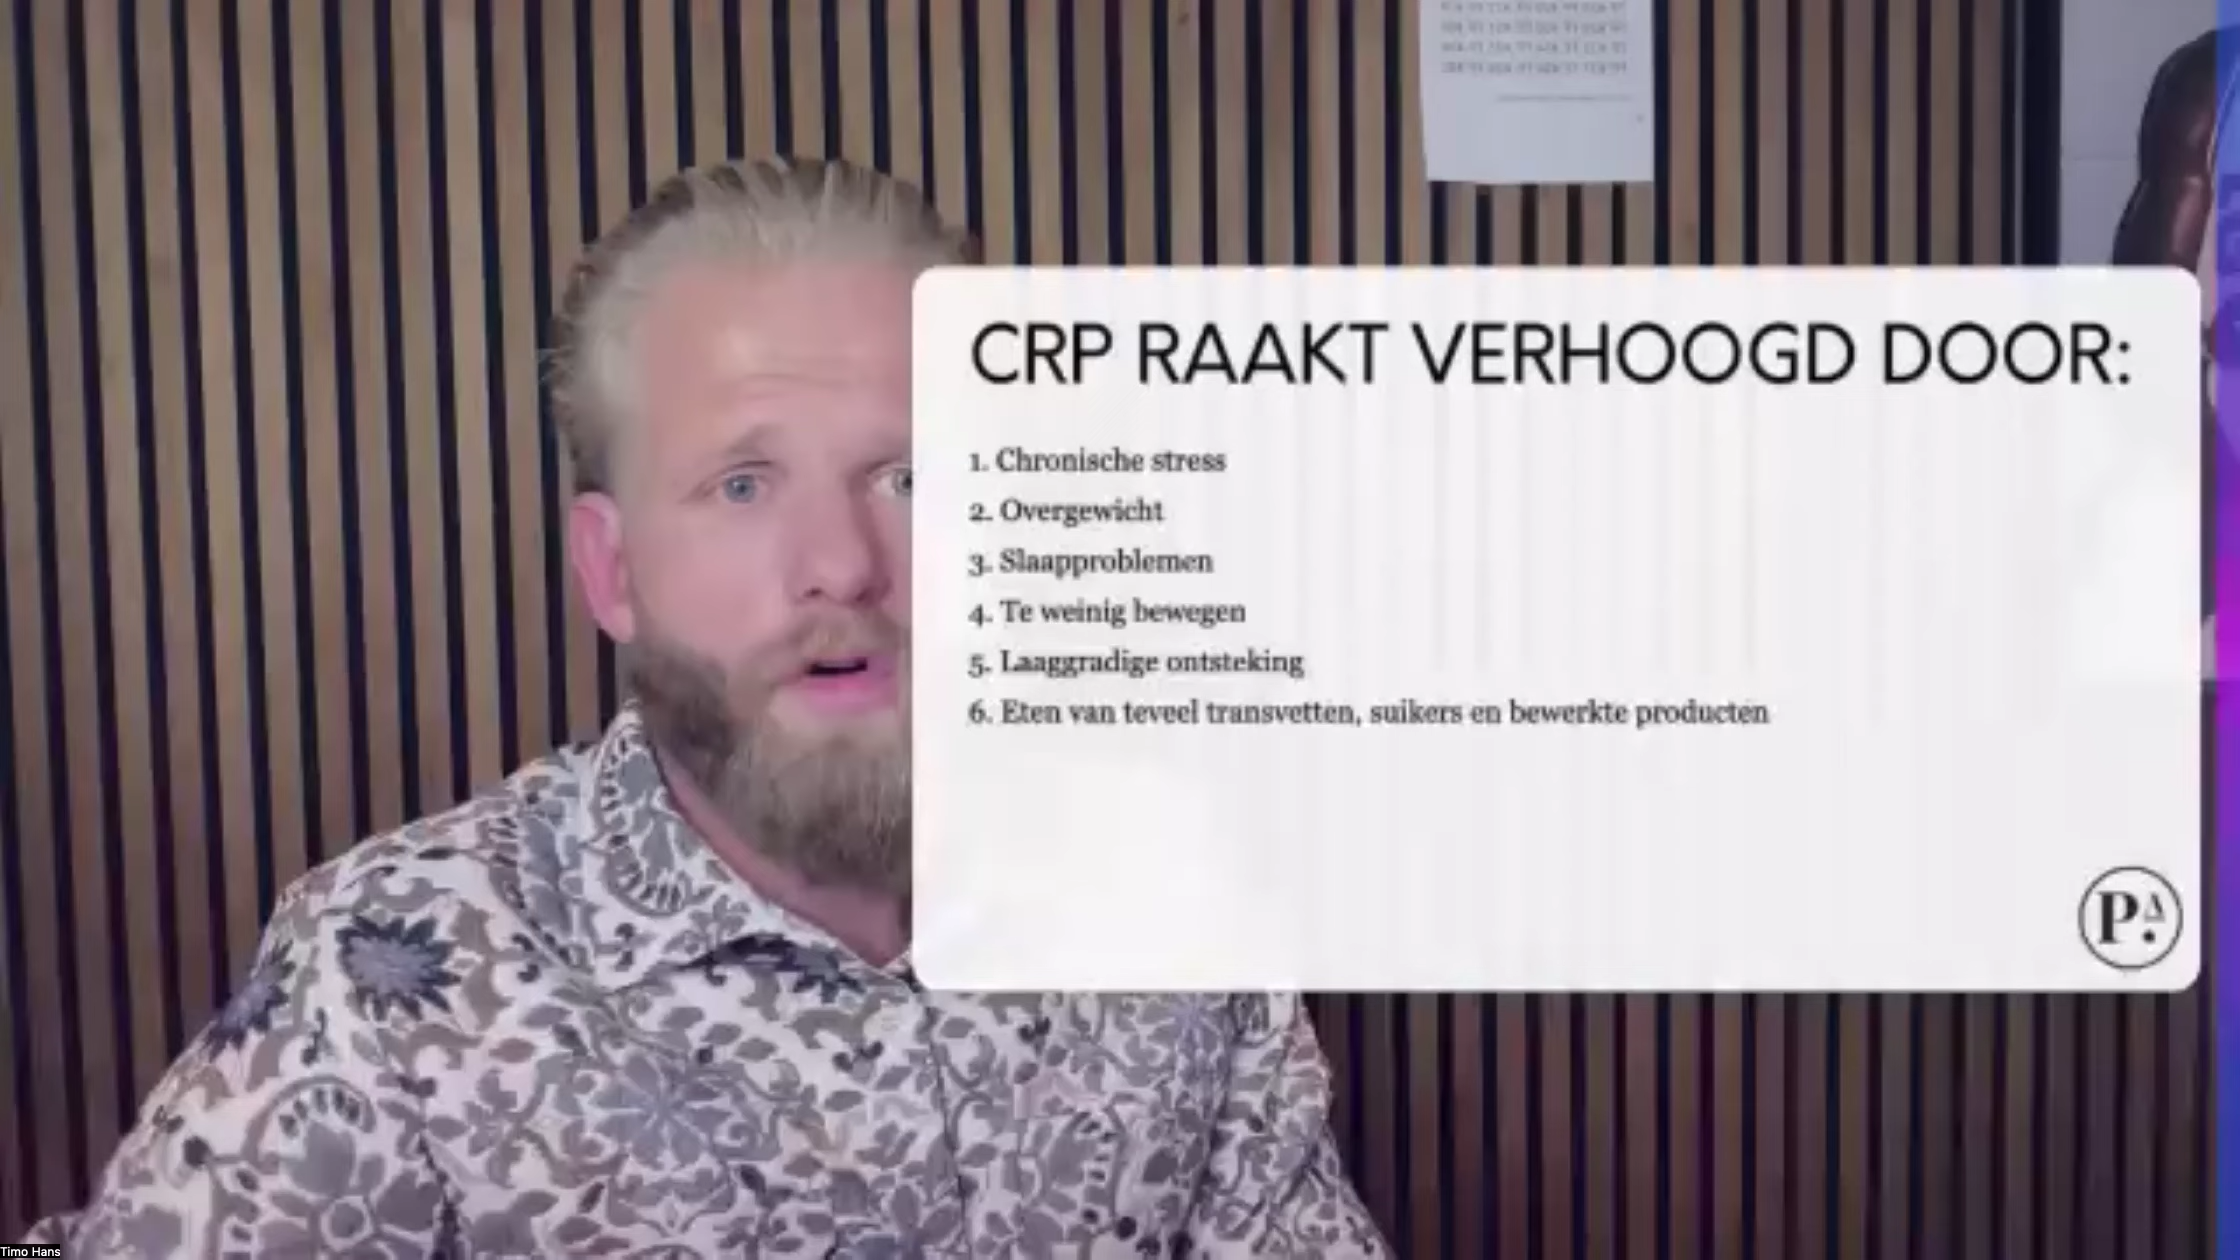 CRP RAAKT VERHOOGD DOOR:
1. Chronische stress
2. Overgewicht
3. Slaapproblemen
4. Te weinig bewegen
5. Laaggradige ontsteking
6. Eten van teveel transvetten, suikers en bewerkte producten
P
Timo Hans